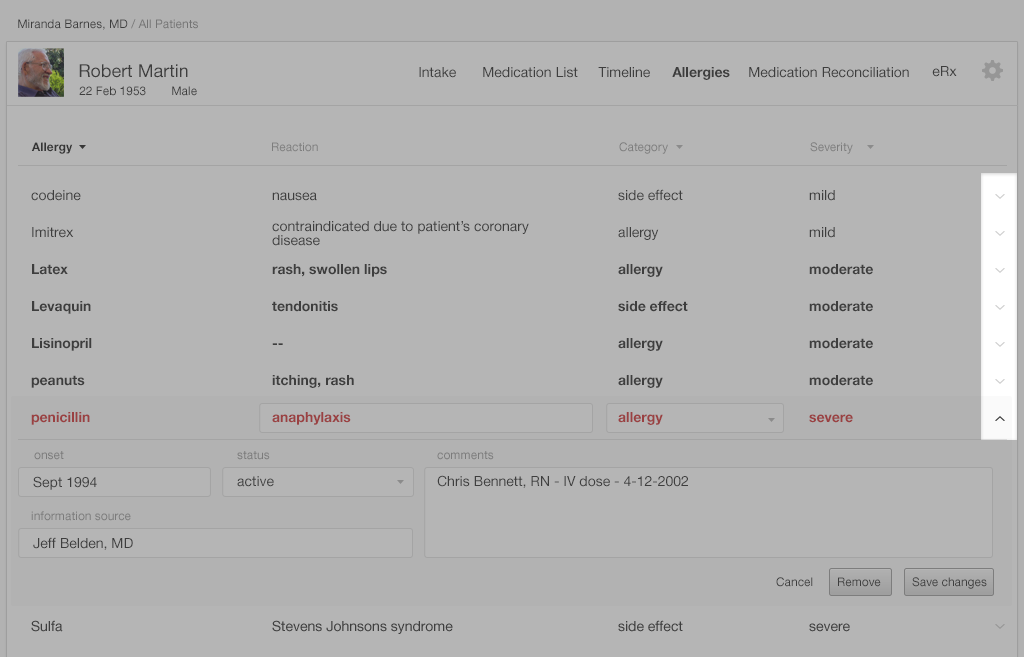 Miranda Barnes, MD / All Patients
Robert Martin
22 Feb 1953 Male
Intake Medication List Timeline Allergies Medication Reconciliation eRx
Allergy Reaction Category Severity
codeine nausea side effect mild
Imitrex contraindicated due to patient's coronary disease allergy mild
Latex rash, swollen lips allergy moderate
Levaquin tendonitis side effect moderate
Lisinopril -- allergy moderate
peanuts itching, rash allergy moderate
penicillin anaphylaxis allergy severe
onset status comments
Sept 1994 active Chris Bennett, RN - IV dose - 4-12-2002
information source
Jeff Belden, MD
Cancel Remove Save changes
Sulfa Stevens Johnsons syndrome side effect severe